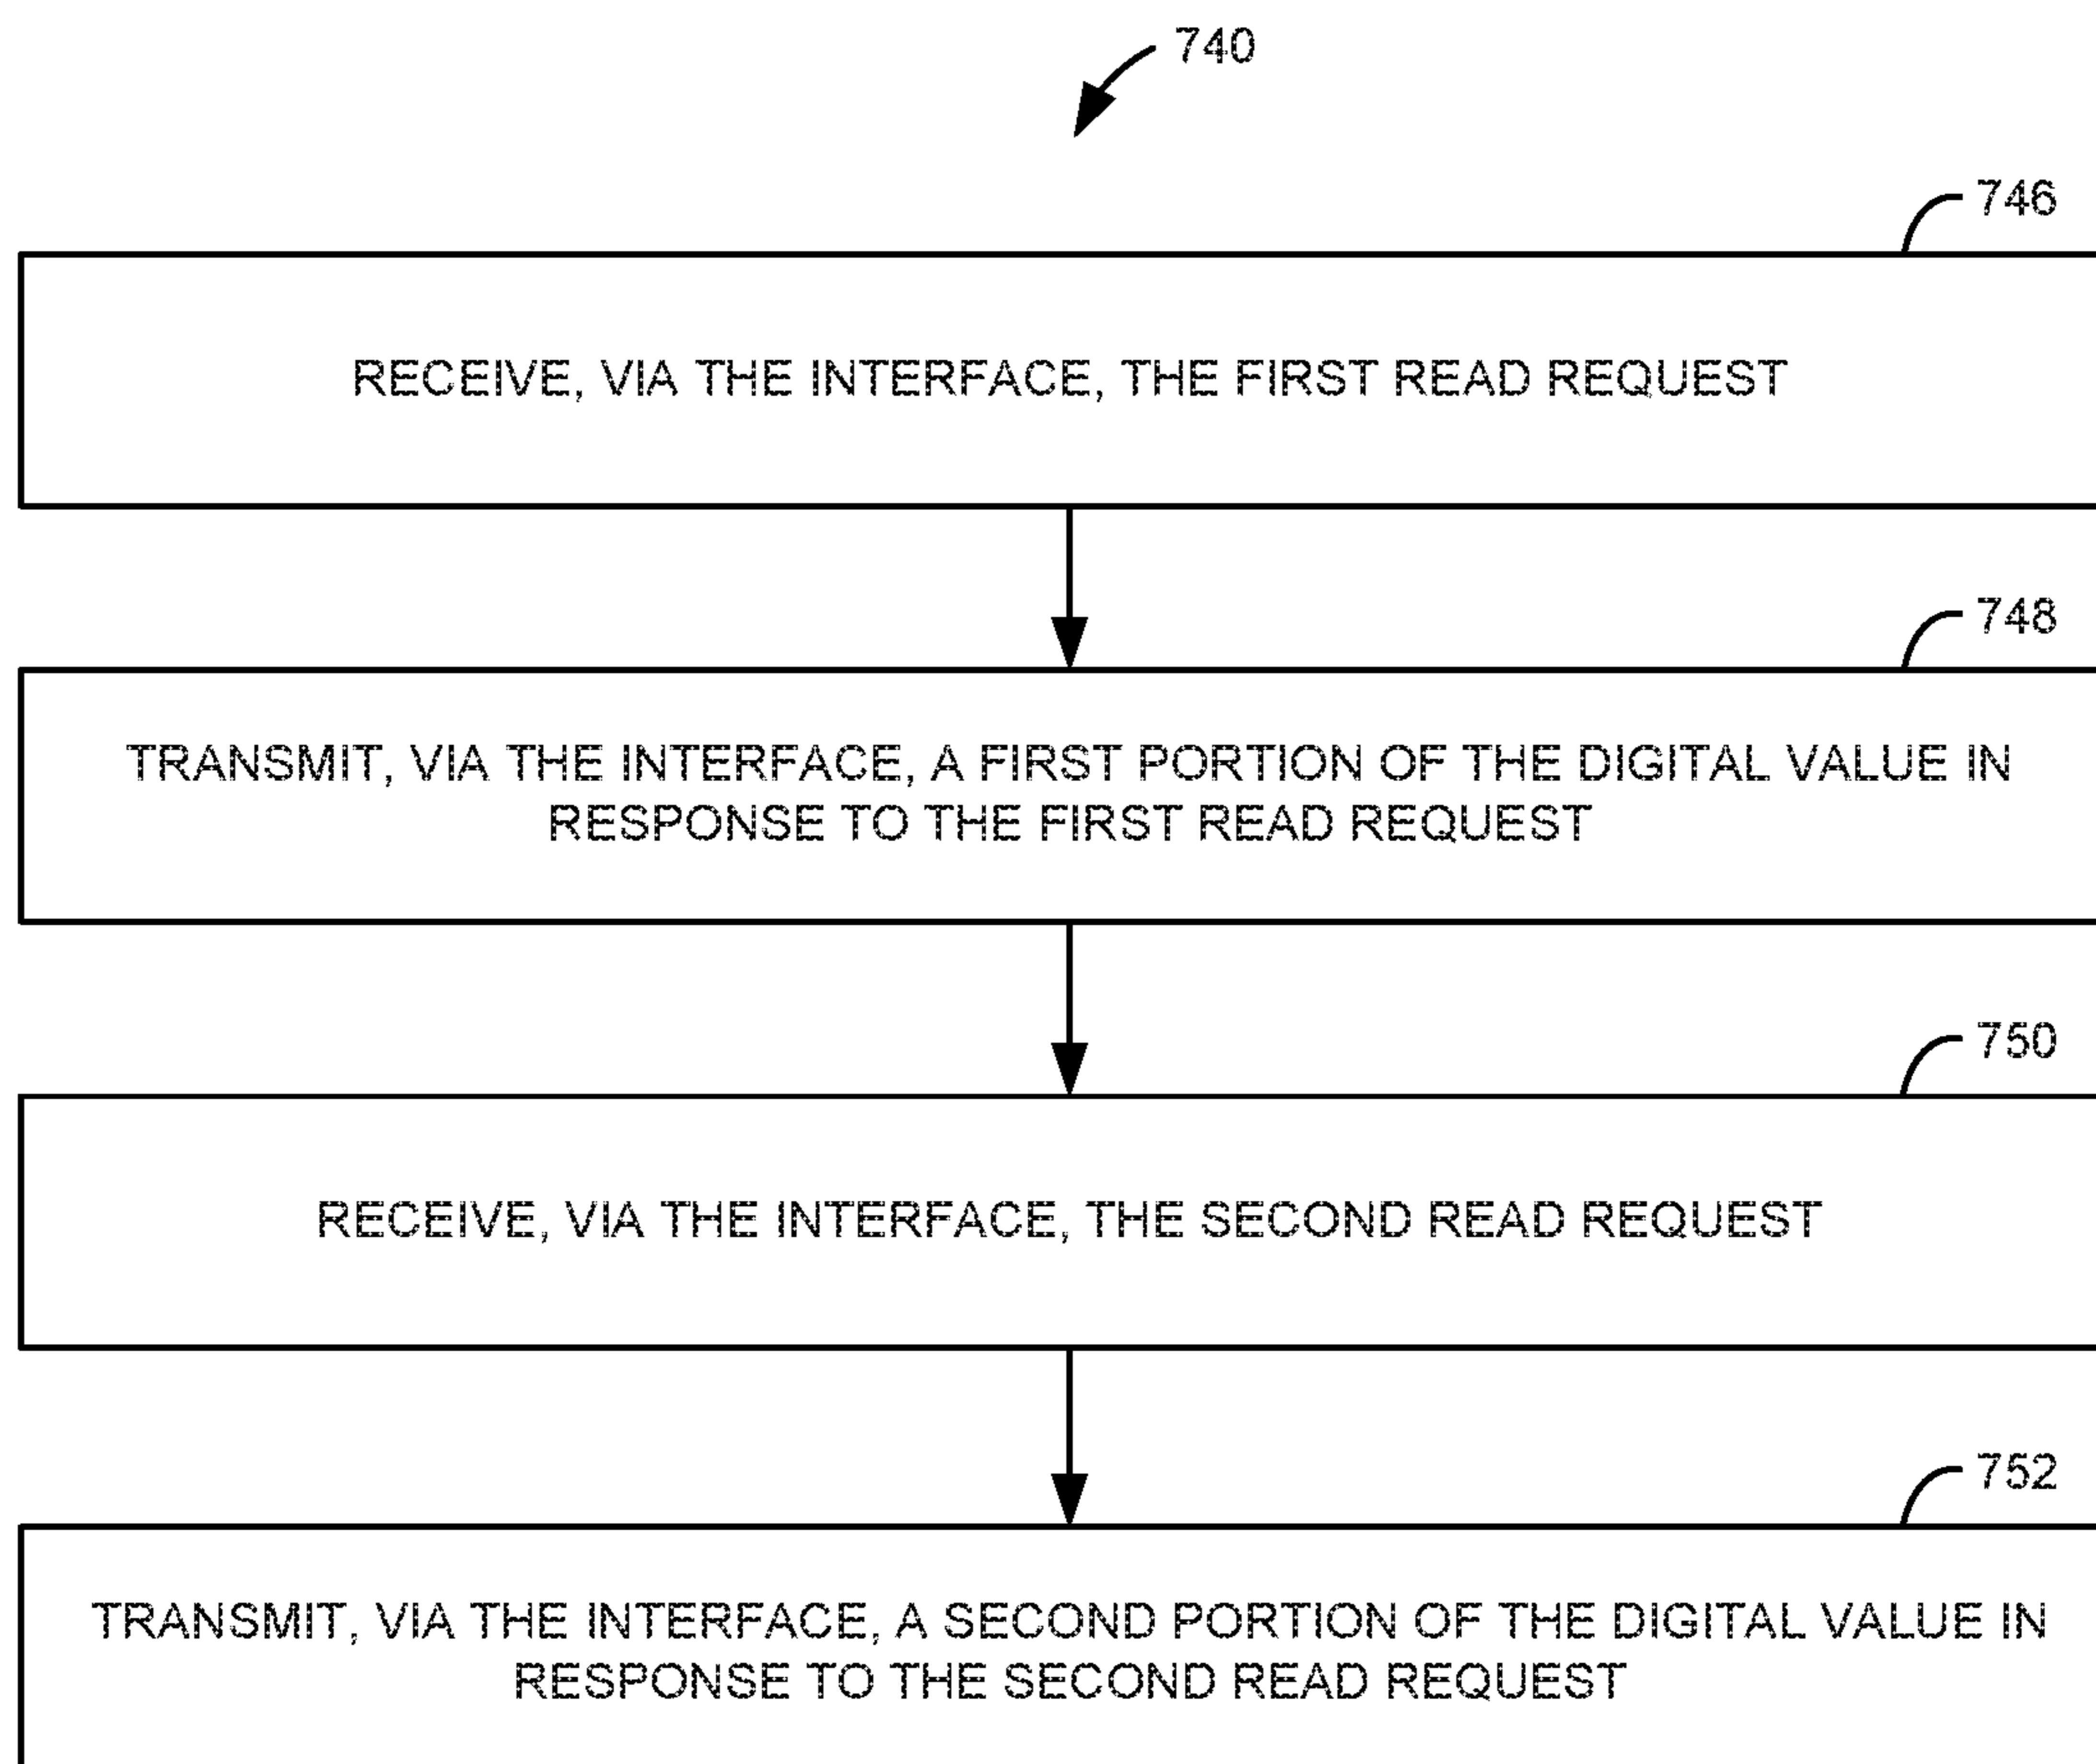 740
746
RECEIVE, VIA THE INTERFACE, THE FIRST READ REQUEST
748
TRANSMIT, VIA THE INTERFACE, A FIRST PORTION OF THE DIGITAL VALUE IN
RESPONSE TO THE FIRST READ REQUEST
750
RECEIVE, VIA THE INTERFACE, THE SECOND READ REQUEST
752
TRANSMIT, VIA THE INTERFACE, A SECOND PORTION OF THE DIGITAL VALUE IN
RESPONSE TO THE SECOND READ REQUEST